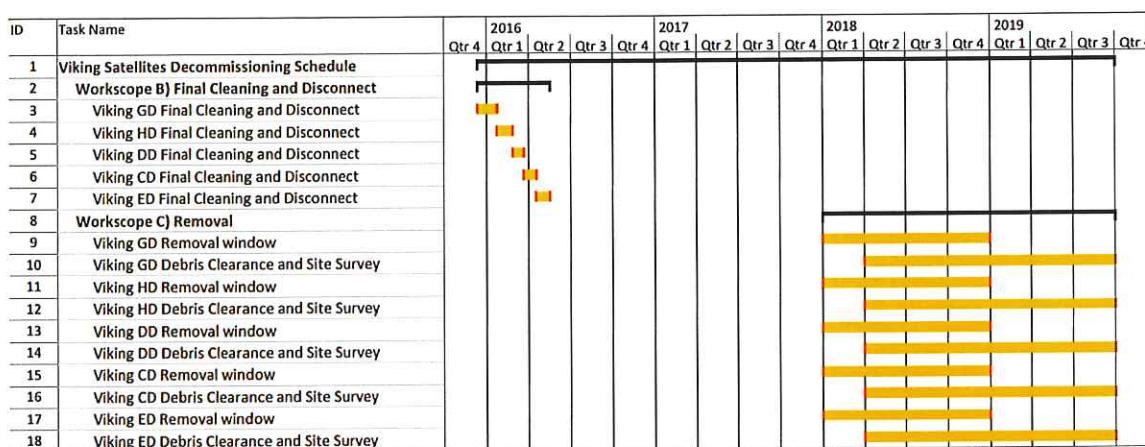 ID Task Name 2016 2017 2018 2019
Qtr 4 Qtr 1 Qtr 2 Qtr 3 Qtr 4 Qtr 1 Qtr 2 Qtr 3 Qtr 4 Qtr 1 Qtr 2 Qtr 3 Qtr 4 Qtr 1 Qtr 2 Qtr 3 Qtr 4
1 Viking Satellites Decommissioning Schedule
2 Workscope B) Final Cleaning and Disconnect
3 Viking GD Final Cleaning and Disconnect
4 Viking HD Final Cleaning and Disconnect
5 Viking DD Final Cleaning and Disconnect
6 Viking CD Final Cleaning and Disconnect
7 Viking ED Final Cleaning and Disconnect
8 Workscope C) Removal
9 Viking GD Removal window
10 Viking GD Debris Clearance and Site Survey
11 Viking HD Removal window
12 Viking HD Debris Clearance and Site Survey
13 Viking DD Removal window
14 Viking DD Debris Clearance and Site Survey
15 Viking CD Removal window
16 Viking CD Debris Clearance and Site Survey
17 Viking ED Removal window
18 Viking ED Debris Clearance and Site Survey